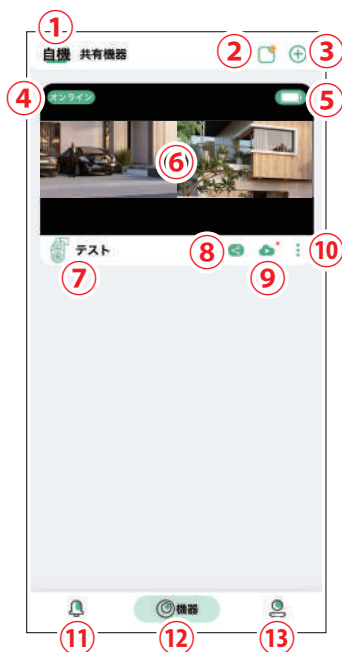 ①
自機 共有機器 ② ③
④ オンライン ⑤
⑥
⑦ テスト ⑧ ⑨ ⑩
機器
⑪ ⑫ ⑬